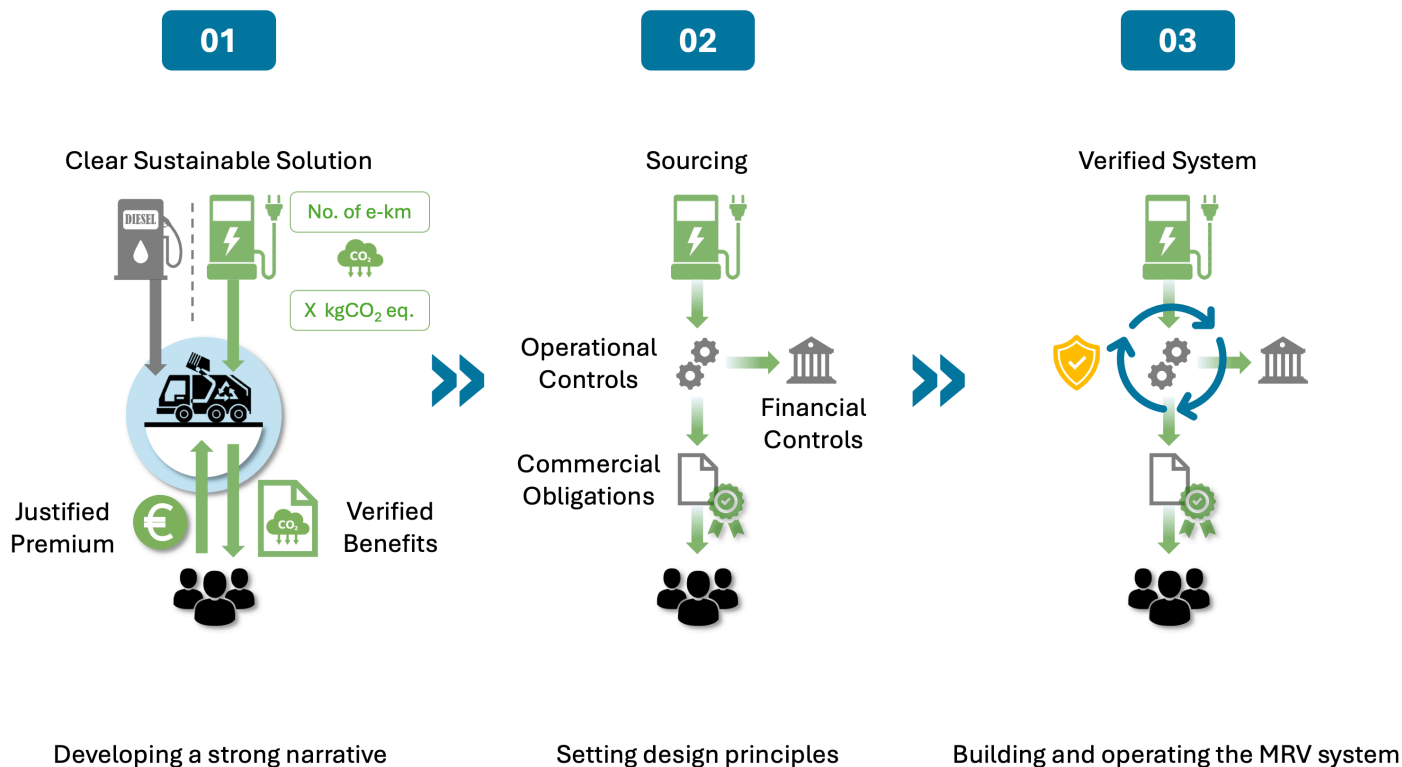 01
02
03
Clear Sustainable Solution
DIESEL
No. of e-km
CO₂
X kgCO₂ eq.
Justified
Premium
€
CO₂
Verified
Benefits
Sourcing
Operational
Controls
Financial
Controls
Commercial
Obligations
Verified System
Developing a strong narrative
Setting design principles
Building and operating the MRV system